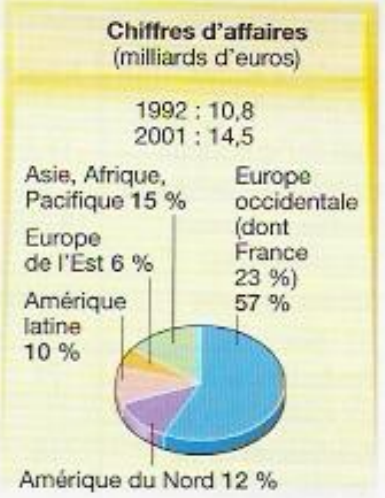 Chiffres d'affaires
(milliards d'euros)
1992 : 10,8
2001 : 14,5
Asie, Afrique,
Pacifique 15 %
Europe
de l'Est 6 %
Amérique
latine
10 %
Europe
occidentale
(dont
France
23 %)
57 %
Amérique du Nord 12 %